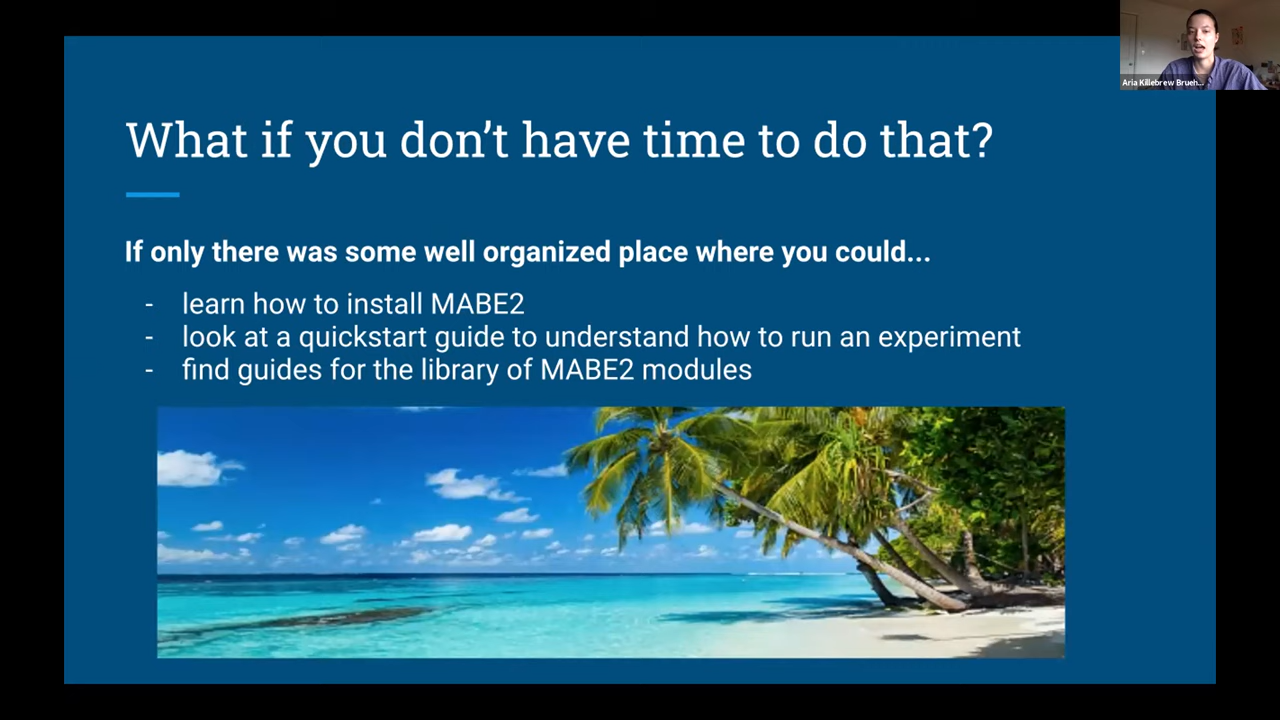 Aria Killebrew Brueh...
What if you don’t have time to do that?
If only there was some well organized place where you could...
- learn how to install MABE2
- look at a quickstart guide to understand how to run an experiment
- find guides for the library of MABE2 modules